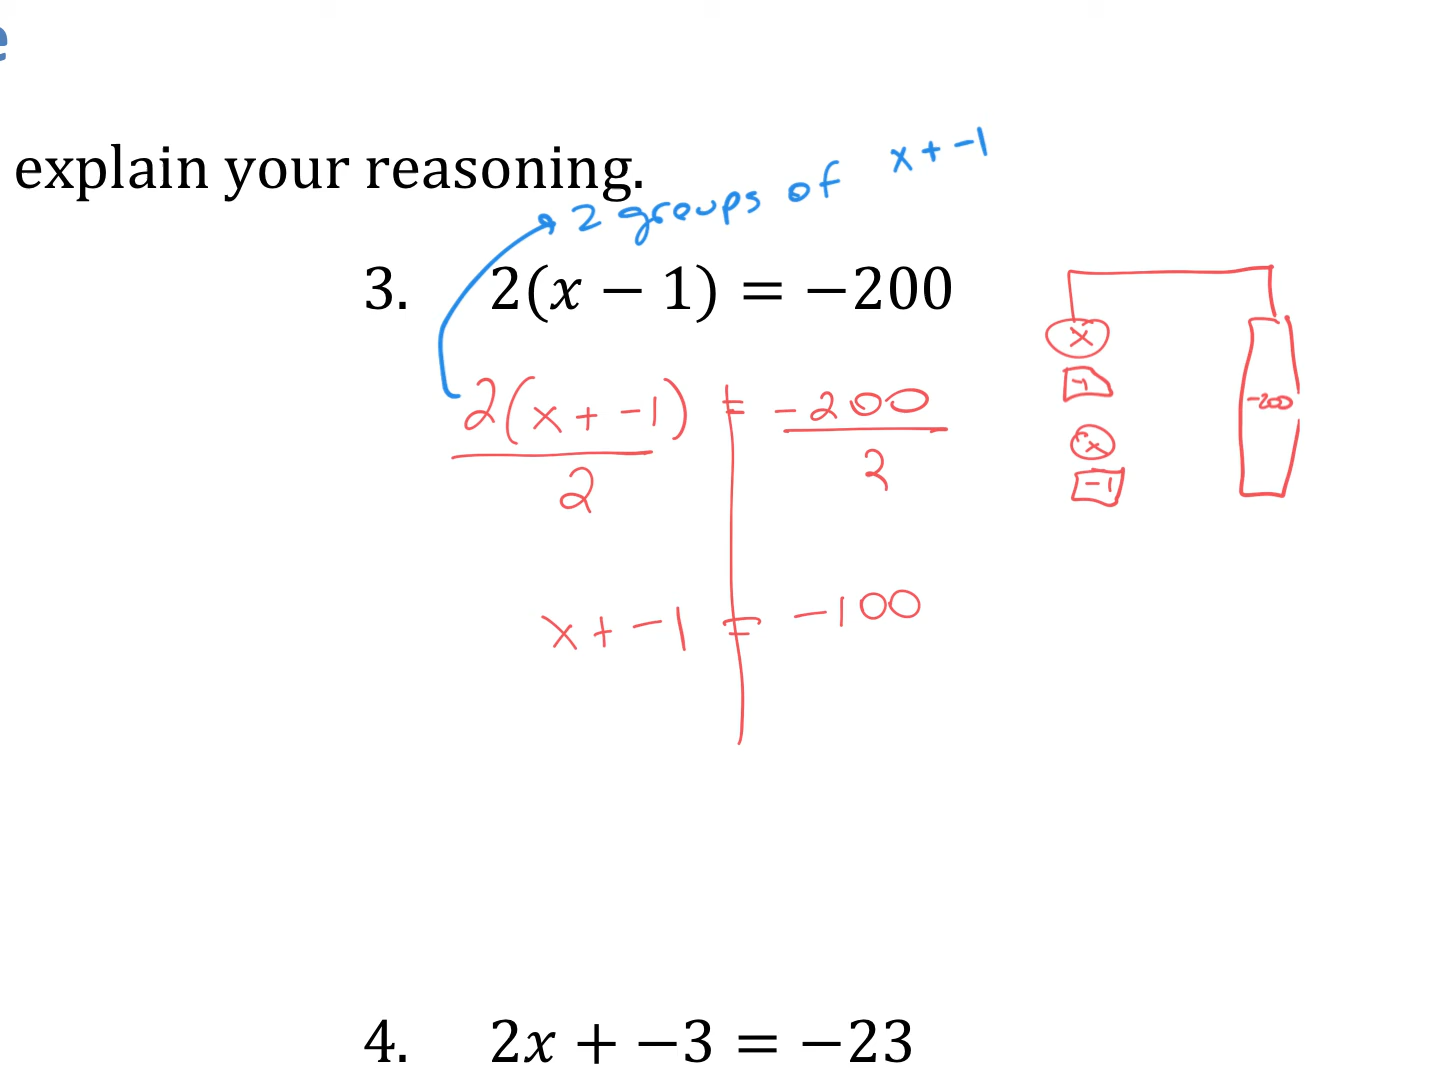 e
explain your reasoning.
x + -1
2 groups of
3. 2(x − 1) = −200
x
-1
x
-1
-200
2(x + -1) = -200
2 2
x + -1 = -100
4. 2x + −3 = −23